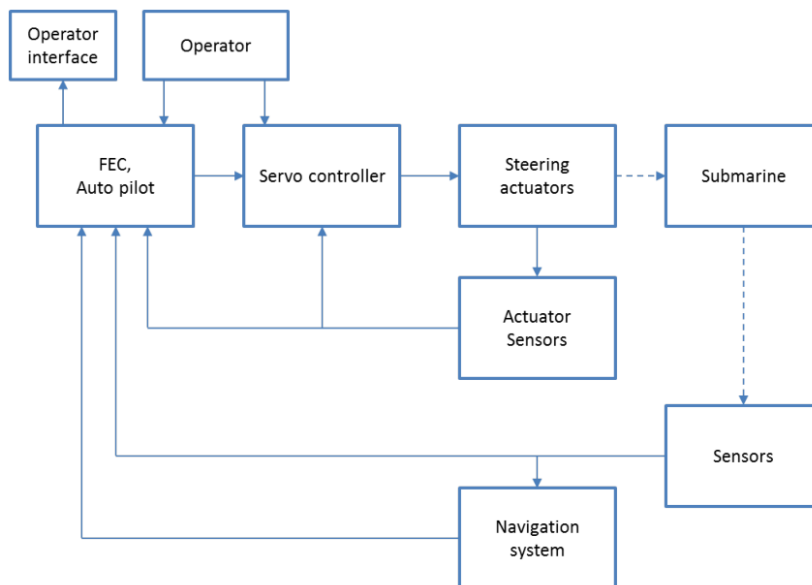 Operator
interface
Operator
FEC,
Auto pilot
Servo controller
Steering
actuators
Submarine
Actuator
Sensors
Sensors
Navigation
system